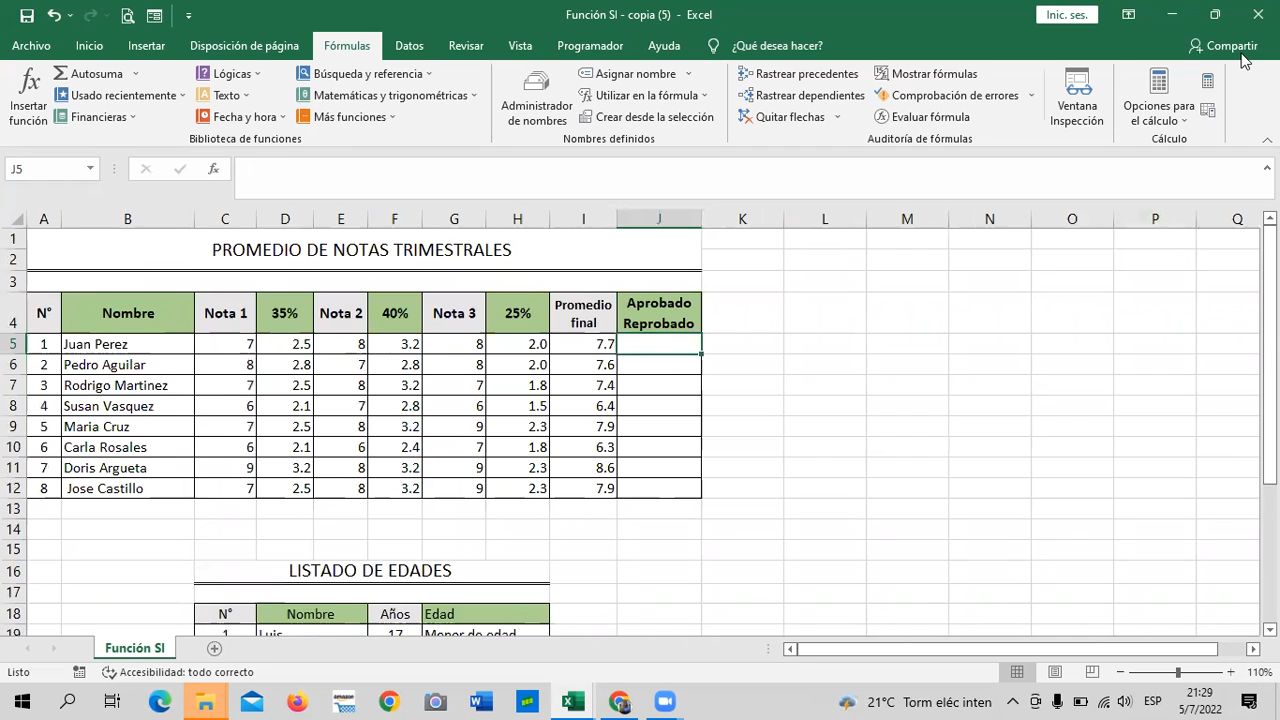 Función SI - copia (5) - Excel
Inic. ses.
Archivo Inicio Insertar Disposición de página Fórmulas Datos Revisar Vista Programador Ayuda ¿Qué desea hacer? Compartir
Insertar función
Autosuma
Usado recientemente
Financieras
Lógicas
Texto
Fecha y hora
Búsqueda y referencia
Matemáticas y trigonométricas
Más funciones
Biblioteca de funciones
Administrador de nombres
Asignar nombre
Utilizar en la fórmula
Crear desde la selección
Nombres definidos
Rastrear precedentes
Rastrear dependientes
Quitar flechas
Mostrar fórmulas
Comprobación de errores
Evaluar fórmula
Auditoría de fórmulas
Ventana Inspección
Opciones para el cálculo
Cálculo
J5
fx
A B C D E F G H I J K L M N O P Q
1 PROMEDIO DE NOTAS TRIMESTRALES
2
3
4 N° Nombre Nota 1 35% Nota 2 40% Nota 3 25% Promedio final Aprobado Reprobado
5 1 Juan Perez 7 2.5 8 3.2 8 2.0 7.7
6 2 Pedro Aguilar 8 2.8 7 2.8 8 2.0 7.6
7 3 Rodrigo Martinez 7 2.5 8 3.2 7 1.8 7.4
8 4 Susan Vasquez 6 2.1 7 2.8 6 1.5 6.4
9 5 Maria Cruz 7 2.5 8 3.2 9 2.3 7.9
10 6 Carla Rosales 6 2.1 6 2.4 7 1.8 6.3
11 7 Doris Argueta 9 3.2 8 3.2 9 2.3 8.6
12 8 Jose Castillo 7 2.5 8 3.2 9 2.3 7.9
13
14
15
16 LISTADO DE EDADES
17
18 N° Nombre Años Edad
19 1 Luis 17 Menor de edad
Función SI
Listo Accesibilidad: todo correcto 110%
21°C Torm eléc inten ESP 21:29
5/7/2022